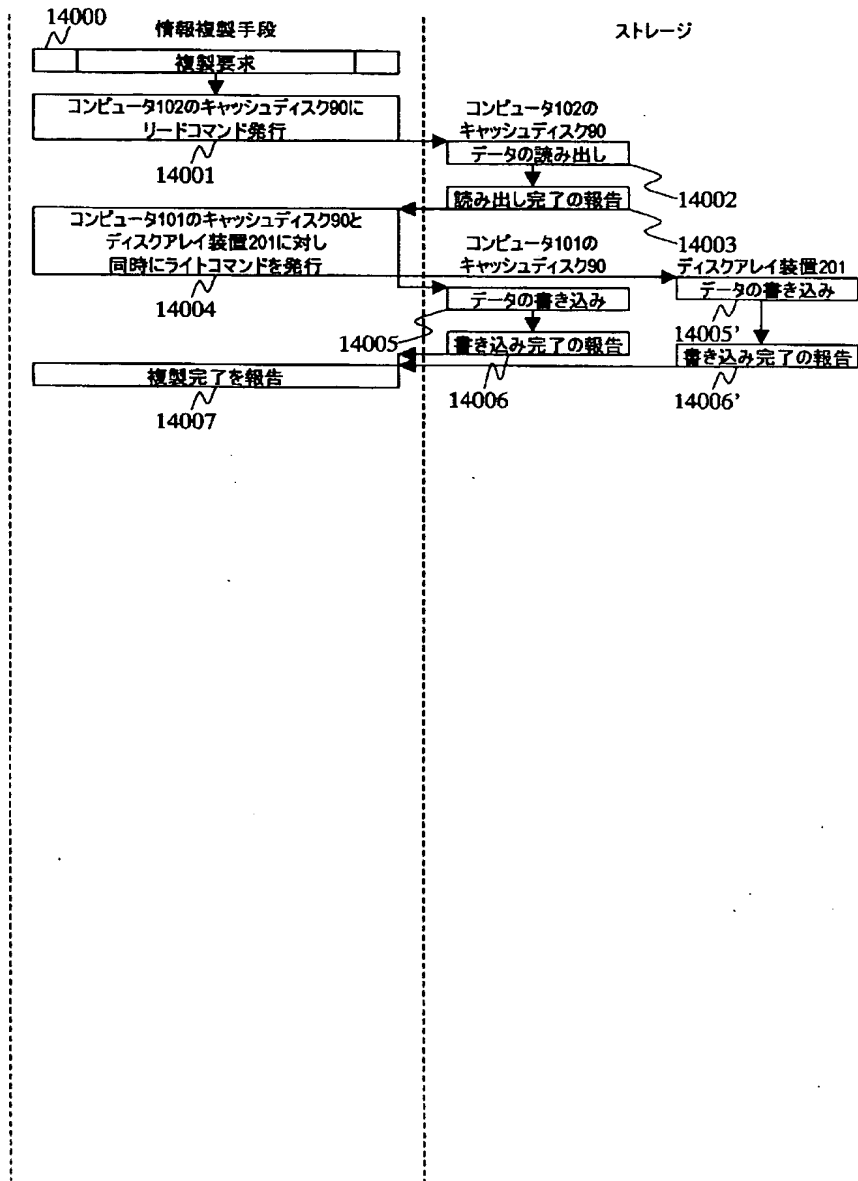 14000
情報複製手段
ストレージ
複製要求
コンピュータ102のキャッシュディスク90に
リードコマンド発行
14001
コンピュータ102の
キャッシュディスク90
データの読み出し
14002
読み出し完了の報告
14003
コンピュータ101のキャッシュディスク90と
ディスクアレイ装置201に対し
同時にライトコマンドを発行
14004
コンピュータ101の
キャッシュディスク90
ディスクアレイ装置201
データの書き込み
データの書き込み
14005
14005'
書き込み完了の報告
書き込み完了の報告
14006
14006'
複製完了を報告
14007